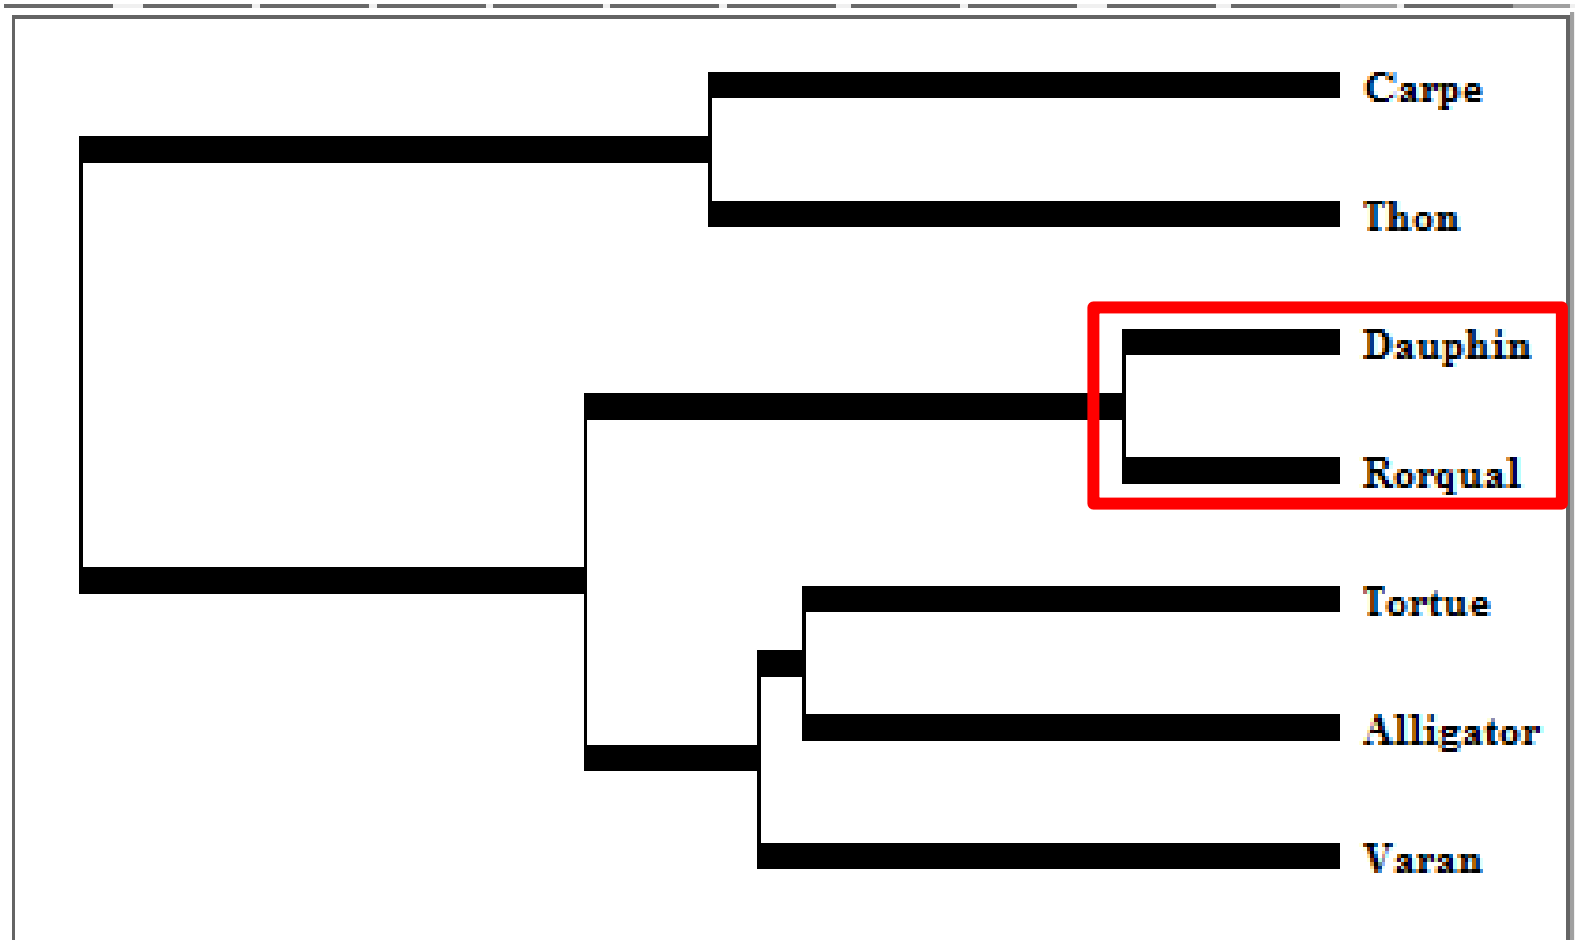 Carpe
Thon
Dauphin
Rorqual
Tortue
Alligator
Varan